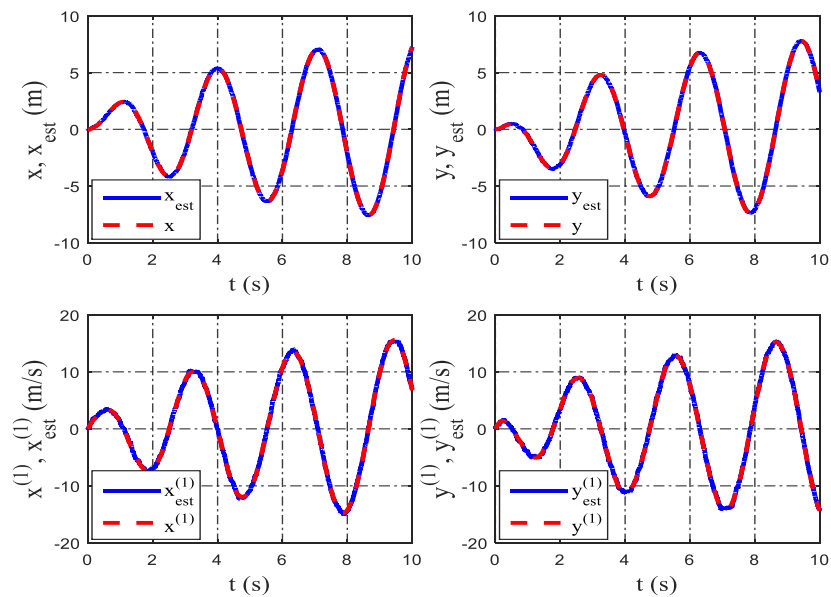 10
5
0
-5
-10
x, x_est (m)
x_est
x
0 2 4 6 8 10
t (s)
10
5
0
-5
-10
y, y_est (m)
y_est
y
0 2 4 6 8 10
t (s)
20
10
0
-10
-20
x^(1), x_est^(1) (m/s)
x_est^(1)
x^(1)
0 2 4 6 8 10
t (s)
20
10
0
-10
-20
y^(1), y_est^(1) (m/s)
y_est^(1)
y^(1)
0 2 4 6 8 10
t (s)